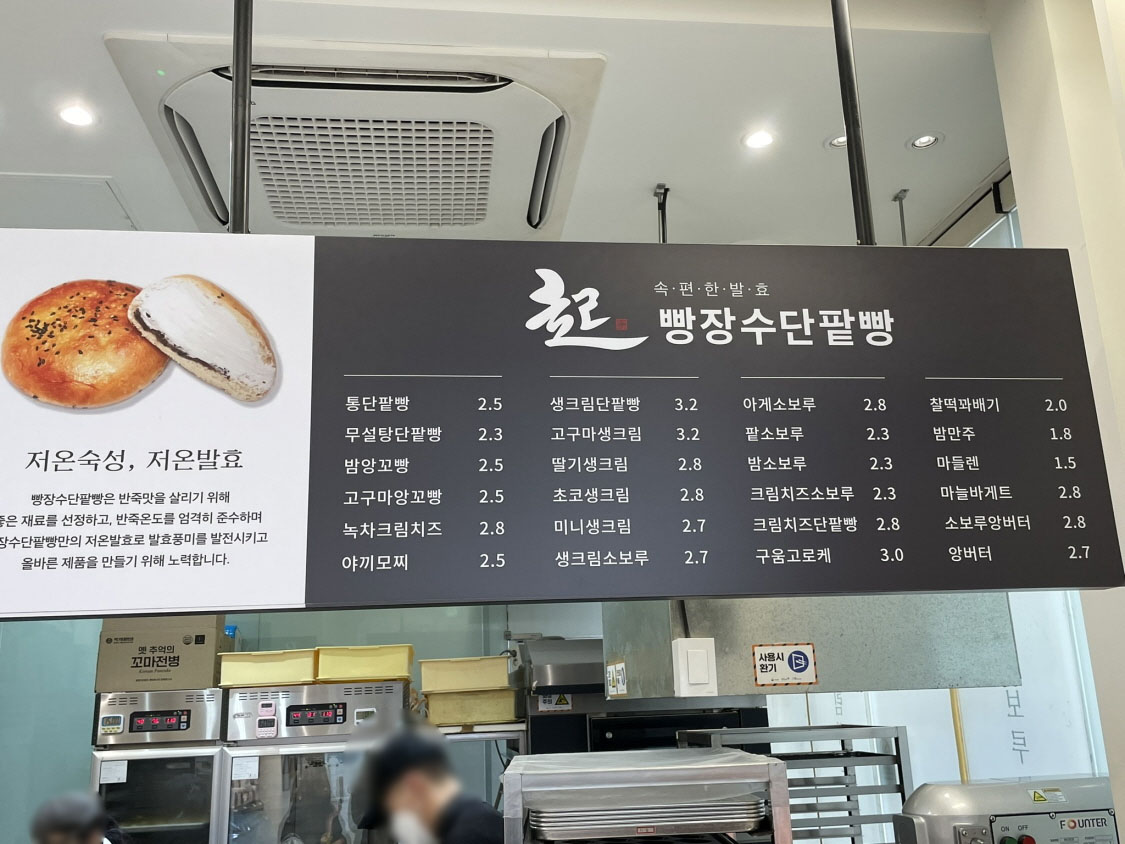 속·편·한·발·효
빵장수단팥빵
통단팥빵 2.5
무설탕단팥빵 2.3
밤앙꼬빵 2.5
고구마앙꼬빵 2.5
녹차크림치즈 2.8
야끼모찌 2.5
생크림단팥빵 3.2
고구마생크림 3.2
딸기생크림 2.8
초코생크림 2.8
미니생크림 2.7
생크림소보루 2.7
아게소보루 2.8
팥소보루 2.3
밤소보루 2.3
크림치즈소보루 2.3
크림치즈단팥빵 2.8
구움고로케 3.0
찰떡꽈배기 2.0
밤만주 1.8
마들렌 1.5
마늘바게트 2.8
소보루앙버터 2.8
앙버터 2.7
저온숙성, 저온발효
빵장수단팥빵은 반죽맛을 살리기 위해
좋은 재료를 선정하고, 반죽온도를 엄격히 준수하며
장수단팥빵만의 저온발효로 발효풍미를 발전시키고
올바른 제품을 만들기 위해 노력합니다.
옛 추억의
꼬마전병
사용시
환기
보
두
ON OFF
FOUNTER